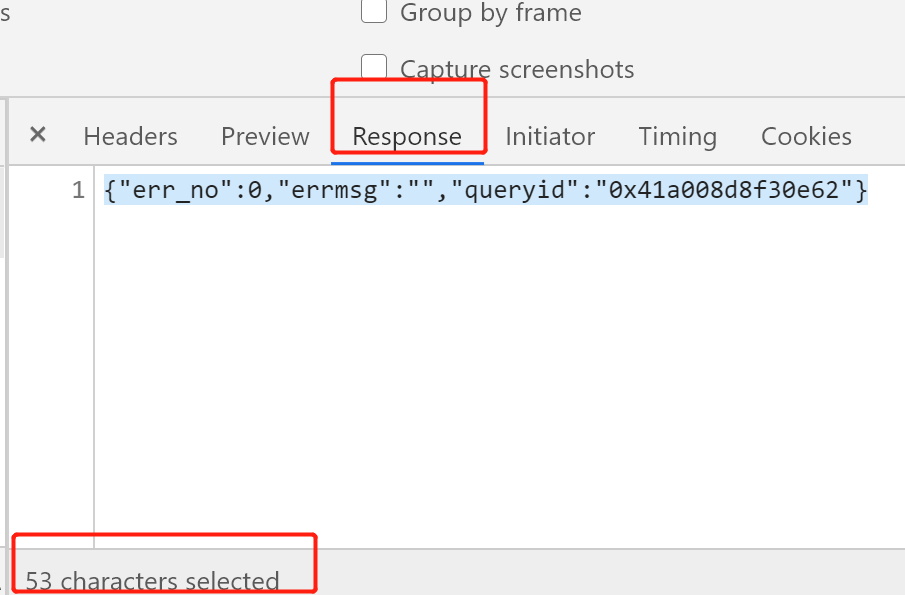 s
Group by frame
Capture screenshots
× Headers Preview Response Initiator Timing Cookies
1 {"err_no":0,"errmsg":"","queryid":"0x41a008d8f30e62"}
53 characters selected